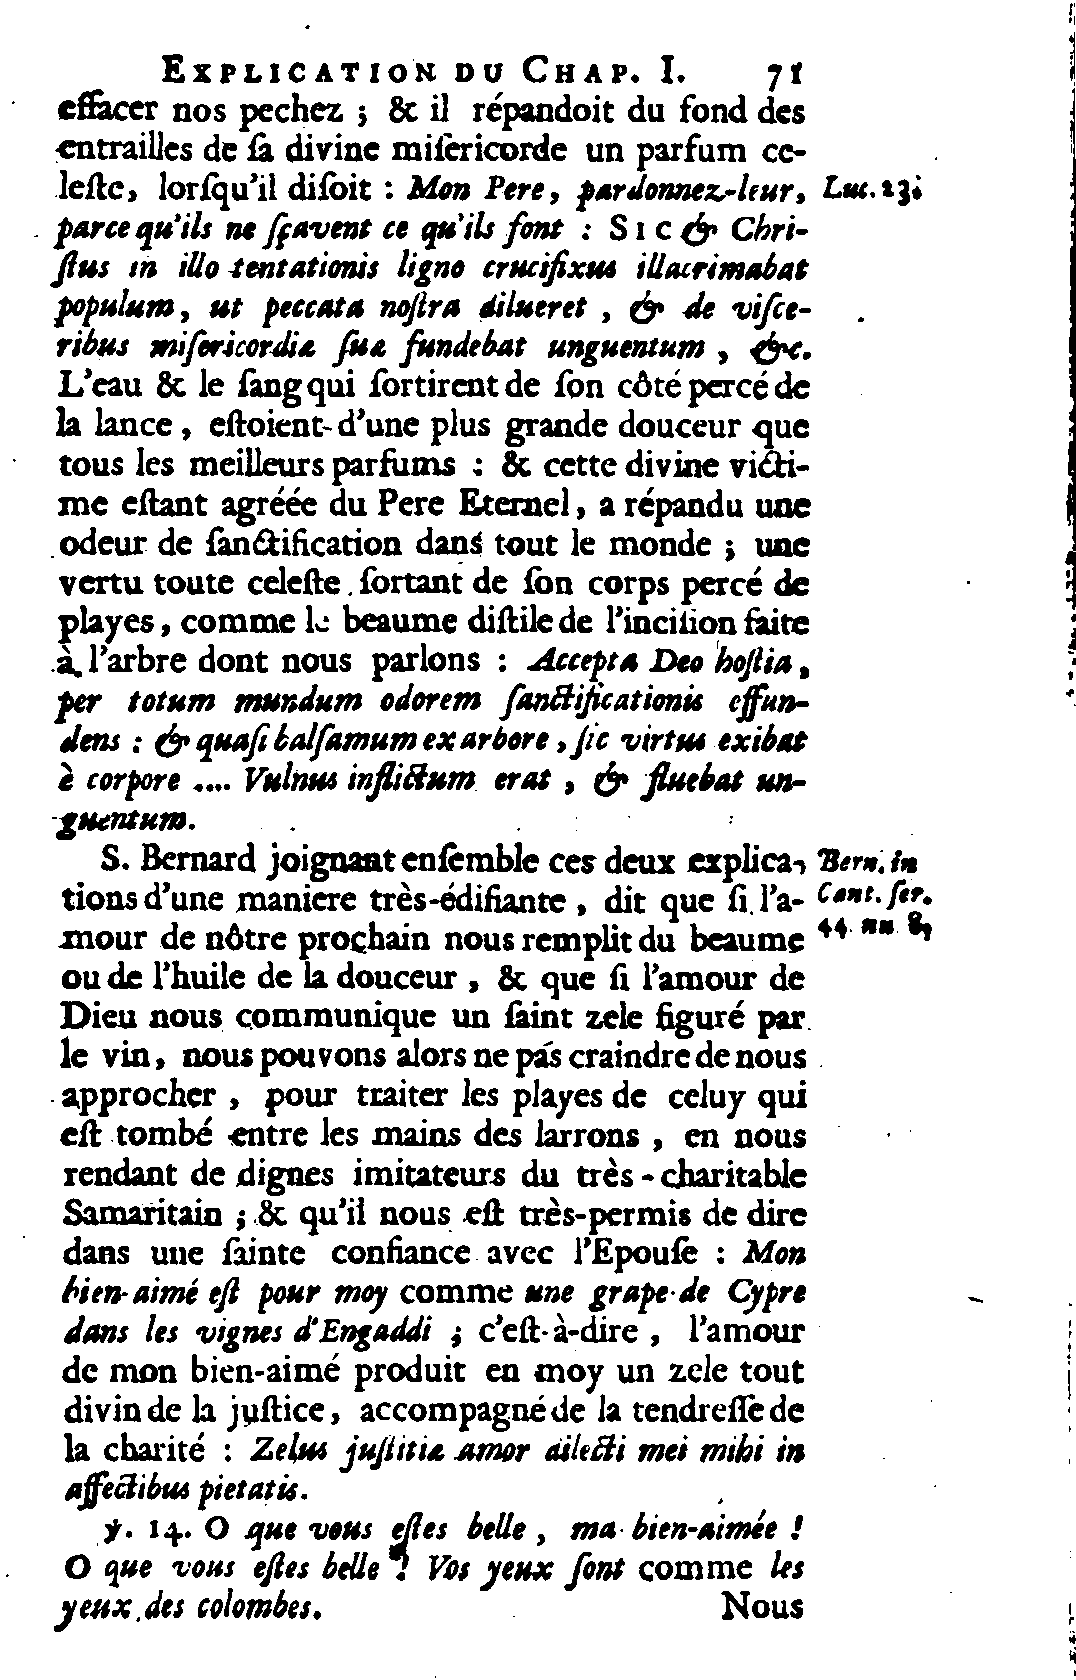 EXPLICATION DU CHAP. I. 71
effacer nos pechez ; & il répandoit du fond des
entrailles de ſa divine miſericorde un parfum ce-
leſte, lorſqu'il diſoit : Mon Pere, pardonnez-leur, Luc. 23.
parce qu'ils ne ſçavent ce qu'ils font : SIC & Chri-
ſtus in illo tentationis ligno crucifixus illacrimabat
populum, ut peccata noſtra dilueret, & de viſce-
ribus miſericordiæ ſuæ fundebat unguentum, &c.
L'eau & le ſang qui ſortirent de ſon côté percé de
la lance, eſtoient d'une plus grande douceur que
tous les meilleurs parfums : & cette divine victi-
me eſtant agréée du Pere Eternel, a répandu une
odeur de ſanctification dans tout le monde ; une
vertu toute celeſte ſortant de ſon corps percé de
playes, comme le beaume diſtile de l'inciſion faite
à l'arbre dont nous parlons : Accepta Deo hoſtia,
per totum mundum odorem ſanctificationis effun-
dens : & quaſi balſamum ex arbore, ſic virtus exibat
è corpore .... Vulnus inflictum erat, & fluebat un-
guentum.
S. Bernard joignant enſemble ces deux explica- Bern. in
tions d'une maniere très-édifiante, dit que ſi l'a- Cant. ſer.
mour de nôtre prochain nous remplit du beaume 44. nu. 8.
ou de l'huile de la douceur, & que ſi l'amour de
Dieu nous communique un ſaint zele figuré par
le vin, nous pouvons alors ne pas craindre de nous
approcher, pour traiter les playes de celuy qui
eſt tombé entre les mains des larrons, en nous
rendant de dignes imitateurs du très-charitable
Samaritain ; & qu'il nous eſt très-permis de dire
dans une ſainte confiance avec l'Epouſe : Mon
bien-aimé eſt pour moy comme une grape de Cypre
dans les vignes d'Engaddi ; c'eſt-à-dire, l'amour
de mon bien-aimé produit en moy un zele tout
divin de la juſtice, accompagné de la tendreſſe de
la charité : Zelus juſtitiæ amor dilecti mei mihi in
affectibus pietatis.
℣. 14. O que vous eſtes belle, ma bien-aimée !
O que vous eſtes belle ! Vos yeux ſont comme les
yeux des colombes. Nous